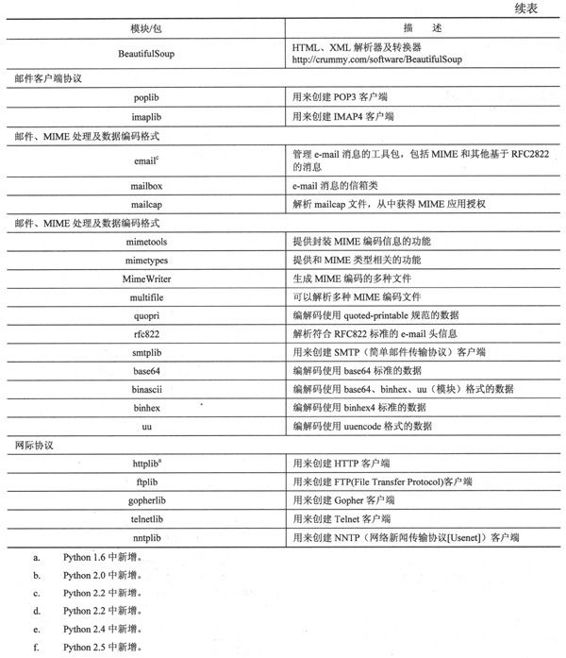 续表
模块/包 描 述
BeautifulSoup HTML、XML 解析器及转换器
http://crummy.com/software/BeautifulSoup
邮件客户端协议
poplib 用来创建 POP3 客户端
imaplib 用来创建 IMAP4 客户端
邮件、MIME 处理及数据编码格式
emailc 管理 e-mail 消息的工具包，包括 MIME 和其他基于 RFC2822
的消息
mailbox e-mail 消息的信箱类
mailcap 解析 mailcap 文件，从中获得 MIME 应用授权
邮件、MIME 处理及数据编码格式
mimetools 提供封装 MIME 编码信息的功能
mimetypes 提供和 MIME 类型相关的功能
MimeWriter 生成 MIME 编码的多种文件
multifile 可以解析多种 MIME 编码文件
quopri 编解码使用 quoted-printable 规范的数据
rfc822 解析符合 RFC822 标准的 e-mail 头信息
smtplib 用来创建 SMTP（简单邮件传输协议）客户端
base64 编解码使用 base64 标准的数据
binascii 编解码使用 base64、binhex、uu（模块）格式的数据
binhex 编解码使用 binhex4 标准的数据
uu 编解码使用 uuencode 格式的数据
网际协议
httpliba 用来创建 HTTP 客户端
ftplib 用来创建 FTP(File Transfer Protocol)客户端
gopherlib 用来创建 Gopher 客户端
telnetlib 用来创建 Telnet 客户端
nntplib 用来创建 NNTP（网络新闻传输协议[Usenet]）客户端
a. Python 1.6 中新增。
b. Python 2.0 中新增。
c. Python 2.2 中新增。
d. Python 2.2 中新增。
e. Python 2.4 中新增。
f. Python 2.5 中新增。